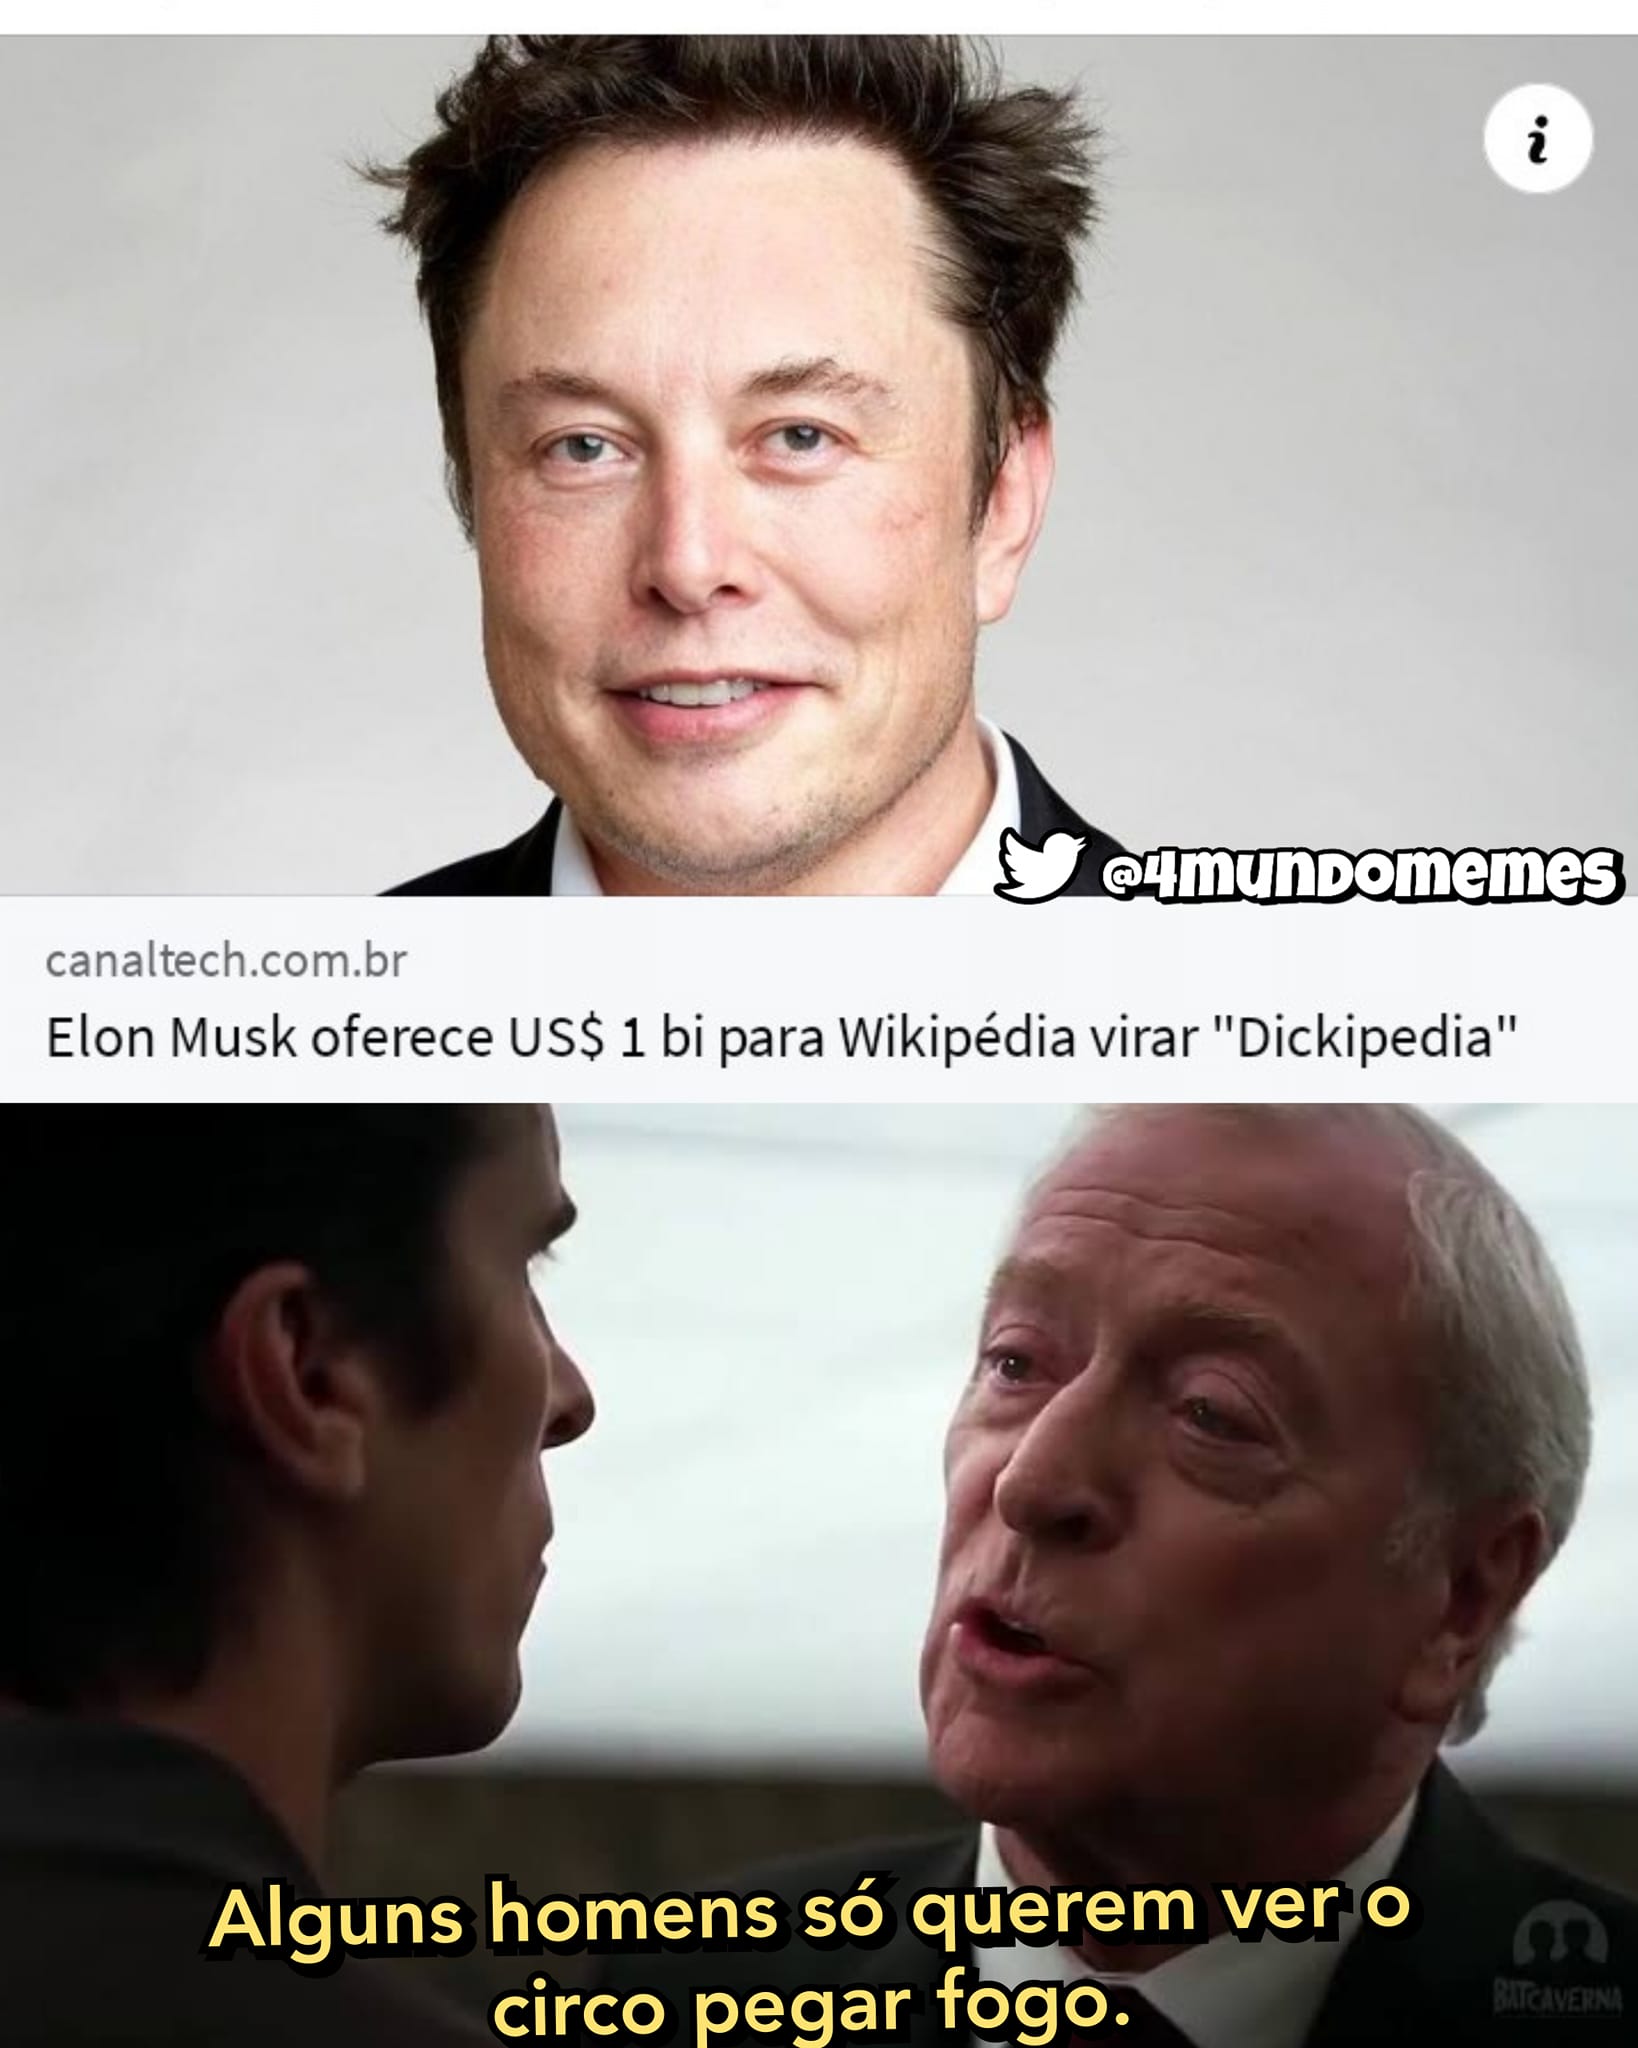 i
@4mundomemes
canaltech.com.br
Elon Musk oferece US$ 1 bi para Wikipédia virar "Dickipedia"
Alguns homens só querem ver o
circo pegar fogo.
BATCAVERNA